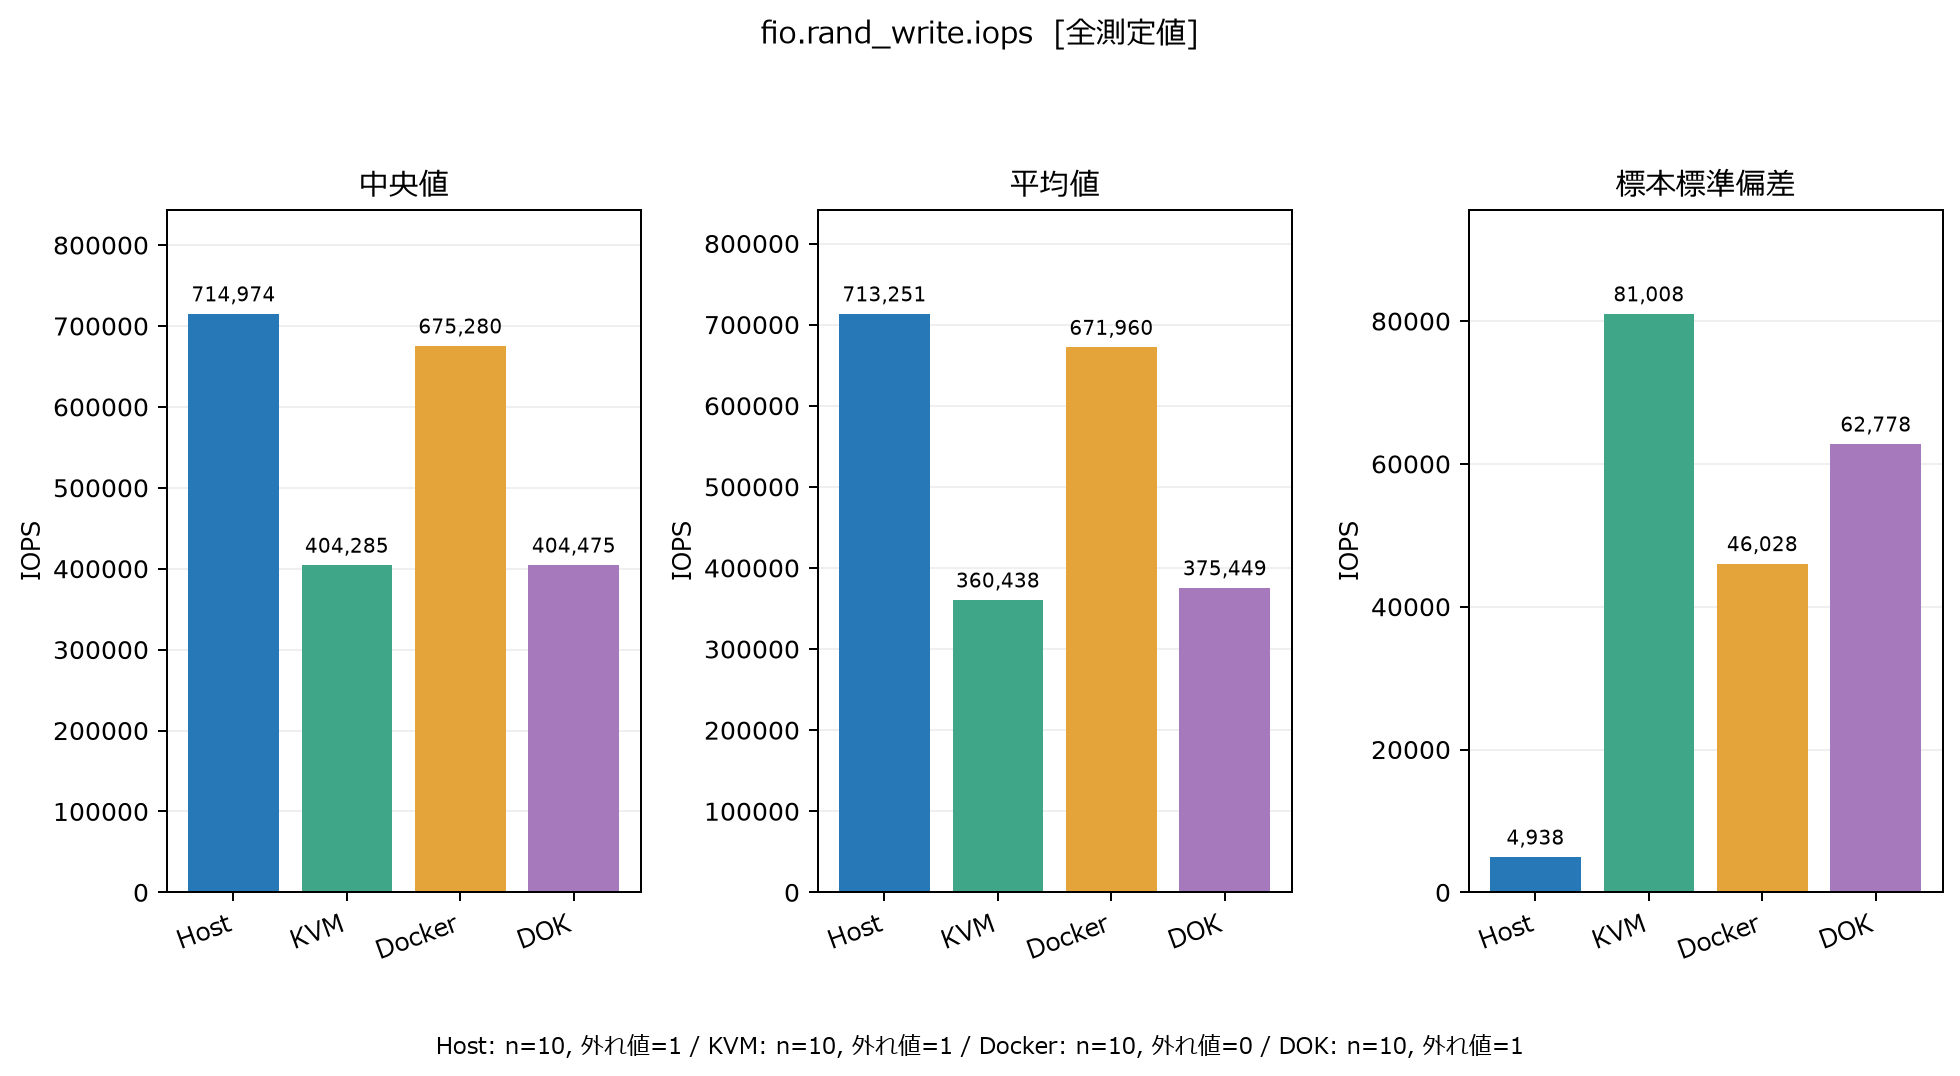 fio.rand_write.iops [全測定値]
中央値
IOPS
800000
700000
600000
500000
400000
300000
200000
100000
0
714,974
404,285
675,280
404,475
Host
KVM
Docker
DOK
平均値
IOPS
800000
700000
600000
500000
400000
300000
200000
100000
0
713,251
360,438
671,960
375,449
Host
KVM
Docker
DOK
標本標準偏差
IOPS
80000
60000
40000
20000
0
4,938
81,008
46,028
62,778
Host
KVM
Docker
DOK
Host: n=10, 外れ値=1 / KVM: n=10, 外れ値=1 / Docker: n=10, 外れ値=0 / DOK: n=10, 外れ値=1